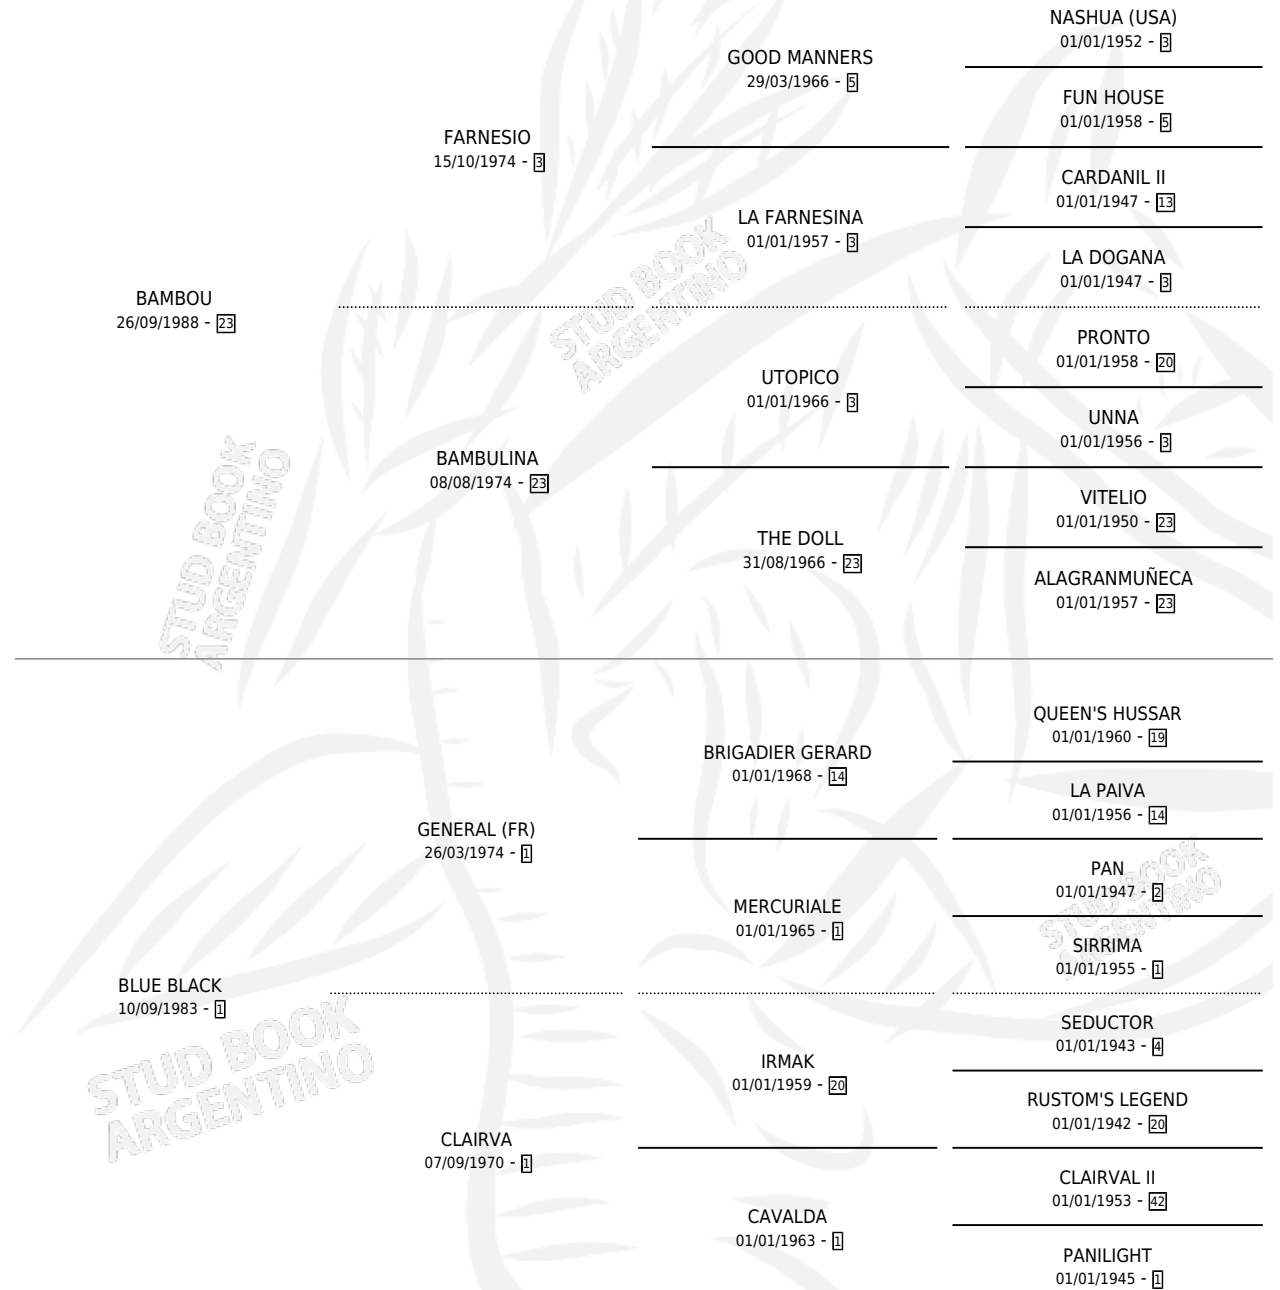 BAMBOU
26/09/1988 - 23
FARNESIO
15/10/1974 - 3
GOOD MANNERS
29/03/1966 - 5
NASHUA (USA)
01/01/1952 - 3
FUN HOUSE
01/01/1958 - 5
LA FARNESINA
01/01/1957 - 3
CARDANIL II
01/01/1947 - 13
LA DOGANA
01/01/1947 - 3
BAMBULINA
08/08/1974 - 23
UTOPICO
01/01/1966 - 3
PRONTO
01/01/1958 - 20
UNNA
01/01/1956 - 3
THE DOLL
31/08/1966 - 23
VITELIO
01/01/1950 - 23
ALAGRANMUÑECA
01/01/1957 - 23
BLUE BLACK
10/09/1983 - 1
GENERAL (FR)
26/03/1974 - 1
BRIGADIER GERARD
01/01/1968 - 14
QUEEN'S HUSSAR
01/01/1960 - 19
LA PAIVA
01/01/1956 - 14
MERCURIALE
01/01/1965 - 1
PAN
01/01/1947 - 2
SIRRIMA
01/01/1955 - 1
CLAIRVA
07/09/1970 - 1
IRMAK
01/01/1959 - 20
SEDUCTOR
01/01/1943 - 4
RUSTOM'S LEGEND
01/01/1942 - 20
CAVALDA
01/01/1963 - 1
CLAIRVAL II
01/01/1953 - 42
PANILIGHT
01/01/1945 - 1
STUD BOOK
ARGENTINO
STUD BOOK
ARGENTINO
STUD BOOK
ARGENTINO
STUD BOOK
ARGENTINO